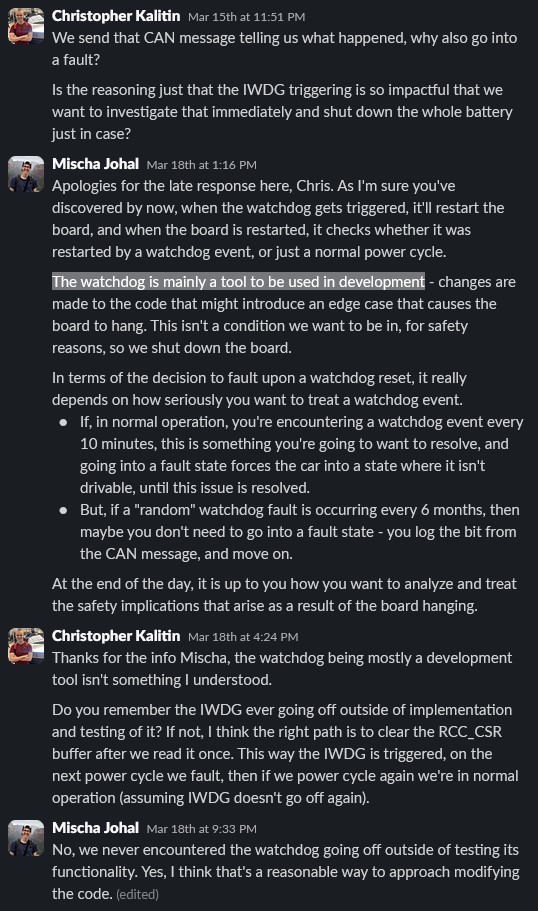 Christopher Kalitin Mar 15th at 11:51 PM
We send that CAN message telling us what happened, why also go into
a fault?
Is the reasoning just that the IWDG triggering is so impactful that we
want to investigate that immediately and shut down the whole battery
just in case?
Mischa Johal Mar 18th at 1:16 PM
Apologies for the late response here, Chris. As I'm sure you've
discovered by now, when the watchdog gets triggered, it'll restart the
board, and when the board is restarted, it checks whether it was
restarted by a watchdog event, or just a normal power cycle.
The watchdog is mainly a tool to be used in development - changes are
made to the code that might introduce an edge case that causes the
board to hang. This isn't a condition we want to be in, for safety
reasons, so we shut down the board.
In terms of the decision to fault upon a watchdog reset, it really
depends on how seriously you want to treat a watchdog event.
• If, in normal operation, you're encountering a watchdog event every
10 minutes, this is something you're going to want to resolve, and
going into a fault state forces the car into a state where it isn't
drivable, until this issue is resolved.
• But, if a "random" watchdog fault is occurring every 6 months, then
maybe you don't need to go into a fault state - you log the bit from
the CAN message, and move on.
At the end of the day, it is up to you how you want to analyze and treat
the safety implications that arise as a result of the board hanging.
Christopher Kalitin Mar 18th at 4:24 PM
Thanks for the info Mischa, the watchdog being mostly a development
tool isn't something I understood.
Do you remember the IWDG ever going off outside of implementation
and testing of it? If not, I think the right path is to clear the RCC_CSR
buffer after we read it once. This way the IWDG is triggered, on the
next power cycle we fault, then if we power cycle again we're in normal
operation (assuming IWDG doesn't go off again).
Mischa Johal Mar 18th at 9:33 PM
No, we never encountered the watchdog going off outside of testing its
functionality. Yes, I think that's a reasonable way to approach modifying
the code. (edited)